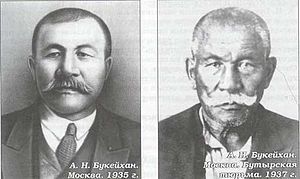 А. Н. Букейхан.
Москва. 1935 г.
А. Н. Букейхан.
Москва. Бутырская
тюрьма. 1937 г.